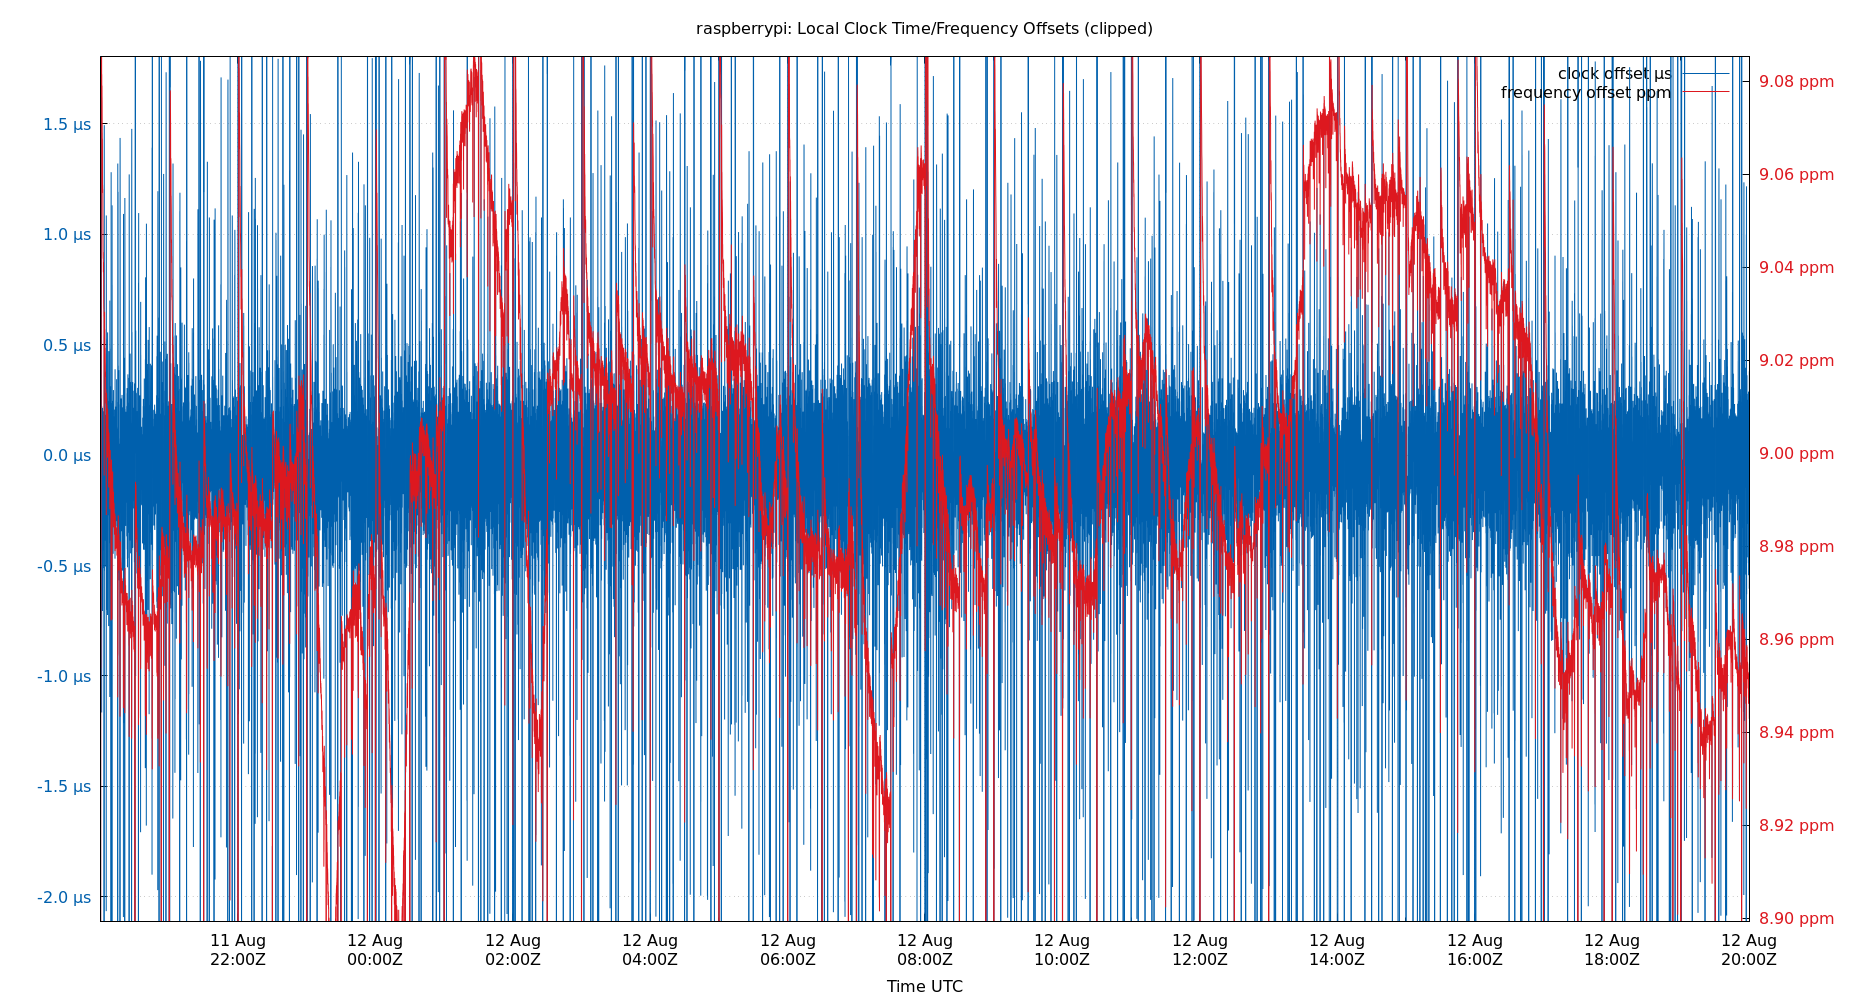 raspberrypi: Local Clock Time/Frequency Offsets (clipped)
clock offset µs
frequency offset ppm
1.5 µs
1.0 µs
0.5 µs
0.0 µs
-0.5 µs
-1.0 µs
-1.5 µs
-2.0 µs
9.08 ppm
9.06 ppm
9.04 ppm
9.02 ppm
9.00 ppm
8.98 ppm
8.96 ppm
8.94 ppm
8.92 ppm
8.90 ppm
11 Aug
22:00Z
12 Aug
00:00Z
12 Aug
02:00Z
12 Aug
04:00Z
12 Aug
06:00Z
12 Aug
08:00Z
12 Aug
10:00Z
12 Aug
12:00Z
12 Aug
14:00Z
12 Aug
16:00Z
12 Aug
18:00Z
12 Aug
20:00Z
Time UTC